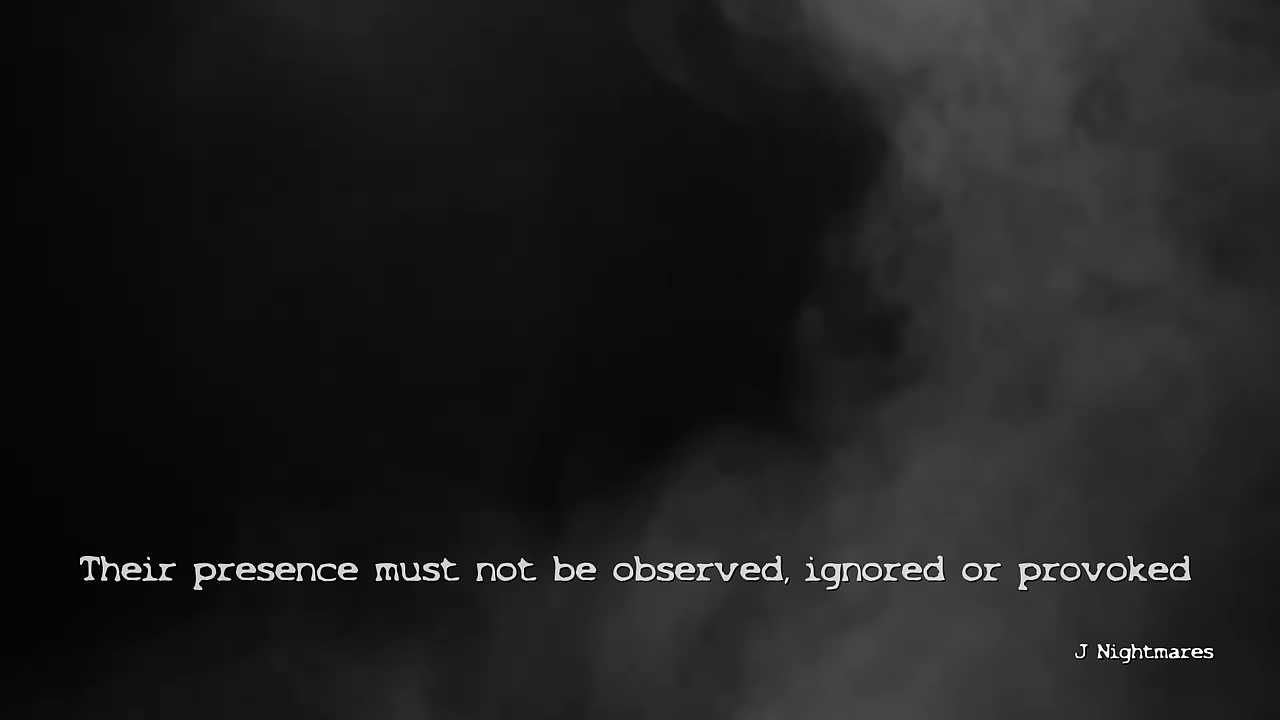 Their presence must not be observed, ignored or provoked
J Nightmares